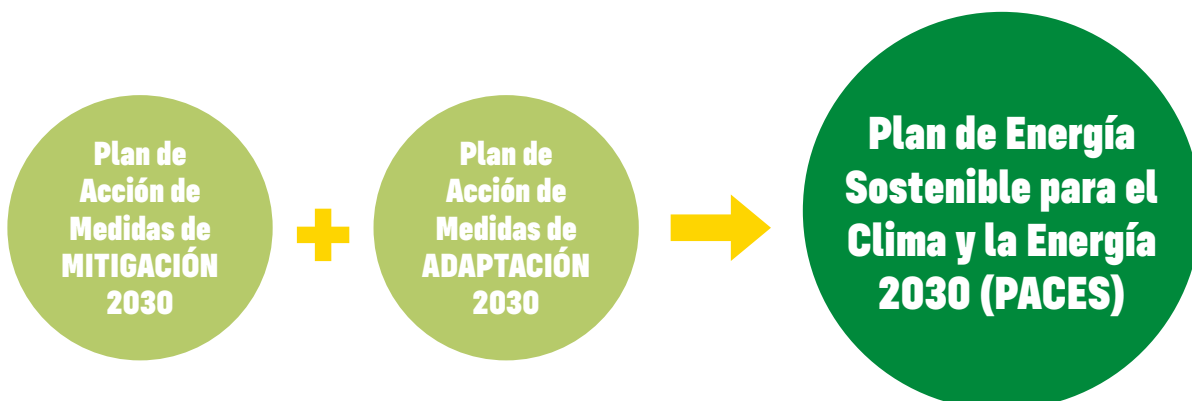 Plan de
Acción de
Medidas de
MITIGACIÓN
2030
Plan de
Acción de
Medidas de
ADAPTACIÓN
2030
Plan de Energía
Sostenible para el
Clima y la Energía
2030 (PACES)